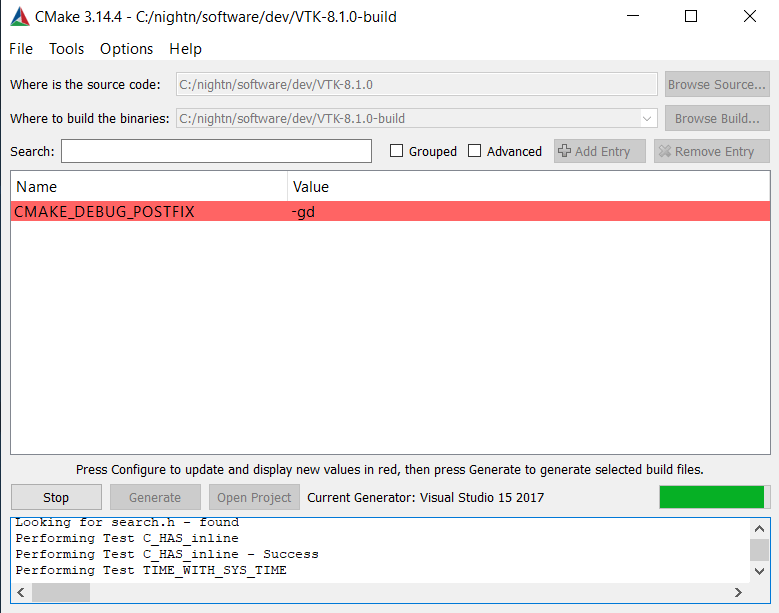 CMake 3.14.4 - C:/nightn/software/dev/VTK-8.1.0-build
File Tools Options Help
Where is the source code: C:/nightn/software/dev/VTK-8.1.0 Browse Source...
Where to build the binaries: C:/nightn/software/dev/VTK-8.1.0-build Browse Build...
Search: Grouped Advanced Add Entry Remove Entry
Name Value
CMAKE_DEBUG_POSTFIX -gd
Press Configure to update and display new values in red, then press Generate to generate selected build files.
Stop Generate Open Project Current Generator: Visual Studio 15 2017
Looking for search.h - found
Performing Test C_HAS_inline
Performing Test C_HAS_inline - Success
Performing Test TIME_WITH_SYS_TIME